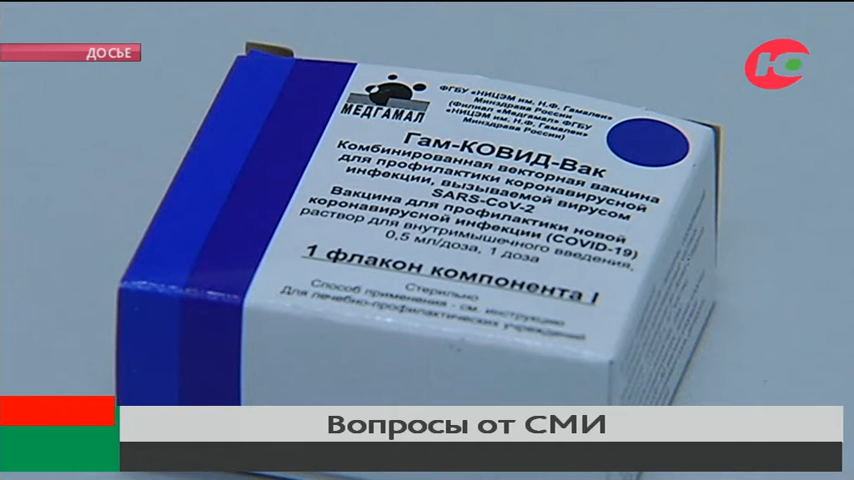 ДОСЬЕ
Ю
МЕДГАМАЛ
ФГБУ «НИЦЭМ им. Н.Ф. Гамалеи»
Минздрава России
(Филиал «Медгамал» ФГБУ
«НИЦЭМ им. Н.Ф. Гамалеи»
Минздрава России)
Гам-КОВИД-Вак
Комбинированная векторная вакцина
для профилактики коронавирусной
инфекции, вызываемой вирусом
SARS-CoV-2
Вакцина для профилактики новой
коронавирусной инфекции (COVID-19)
раствор для внутримышечного введения,
0,5 мл/доза, 1 доза
1 флакон компонента I
Стерильно
Способ применения - см. инструкцию
Для лечебно-профилактических учреждений
Вопросы от СМИ